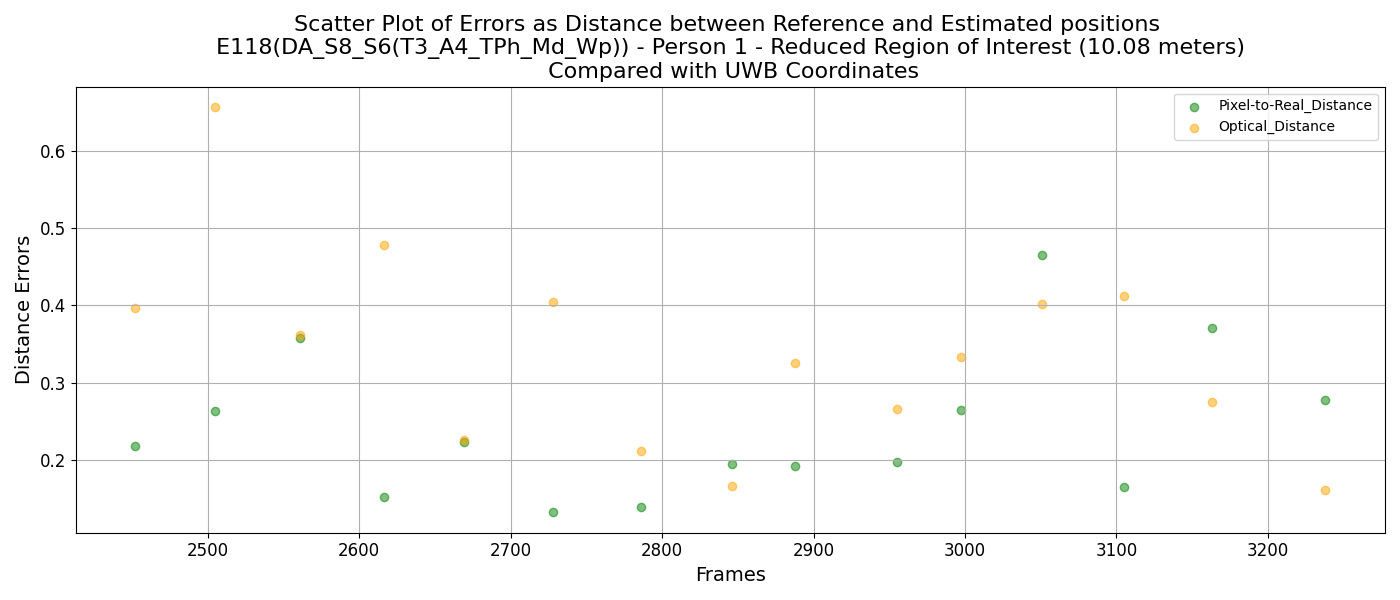 Scatter Plot of Errors as Distance between Reference and Estimated positions
E118(DA_S8_S6(T3_A4_TPh_Md_Wp)) - Person 1 - Reduced Region of Interest (10.08 meters)
Compared with UWB Coordinates
Pixel-to-Real_Distance
Optical_Distance
Distance Errors
0.6
0.5
0.4
0.3
0.2
2500 2600 2700 2800 2900 3000 3100 3200
Frames